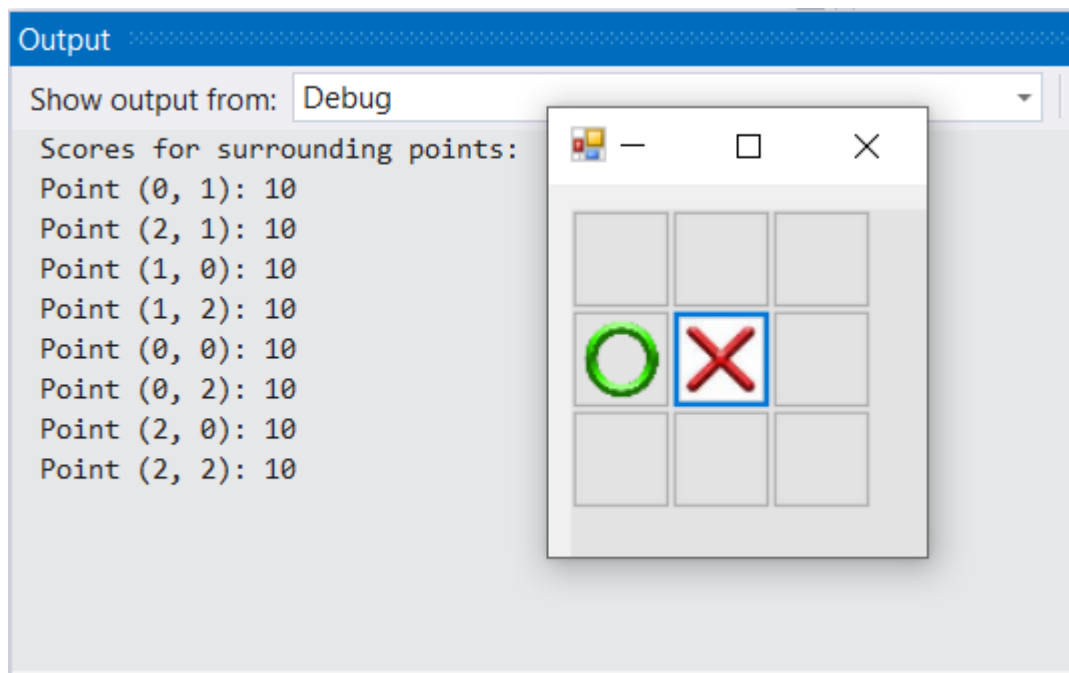 Output
Show output from: Debug
Scores for surrounding points:
Point (0, 1): 10
Point (2, 1): 10
Point (1, 0): 10
Point (1, 2): 10
Point (0, 0): 10
Point (0, 2): 10
Point (2, 0): 10
Point (2, 2): 10